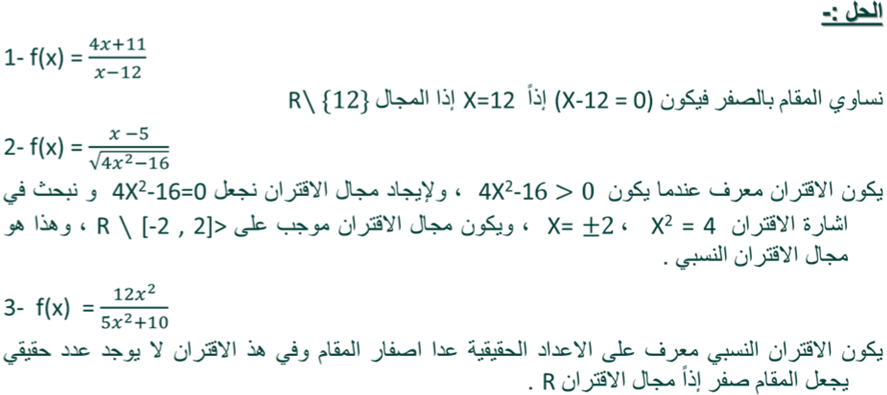 الحل :-
1- f(x) = \frac{4x+11}{x-12}
نساوي المقام بالصفر فيكون (X-12 = 0) إذاً X=12 إذا المجال R\ {12}
2- f(x) = \frac{x-5}{\sqrt{4x^2-16}}
يكون الاقتران معرف عندما يكون 4X²-16 > 0 ، ولإيجاد مجال الاقتران نجعل 4X²-16=0 و نبحث في
اشارة الاقتران X² = 4 ، X= ±2 ، ويكون مجال الاقتران موجب على R \ [-2 , 2]> ، وهذا هو
مجال الاقتران النسبي .
3- f(x) = \frac{12x^2}{5x^2+10}
يكون الاقتران النسبي معرف على الاعداد الحقيقية عدا اصفار المقام وفي هذ الاقتران لا يوجد عدد حقيقي
يجعل المقام صفر إذاً مجال الاقتران R .